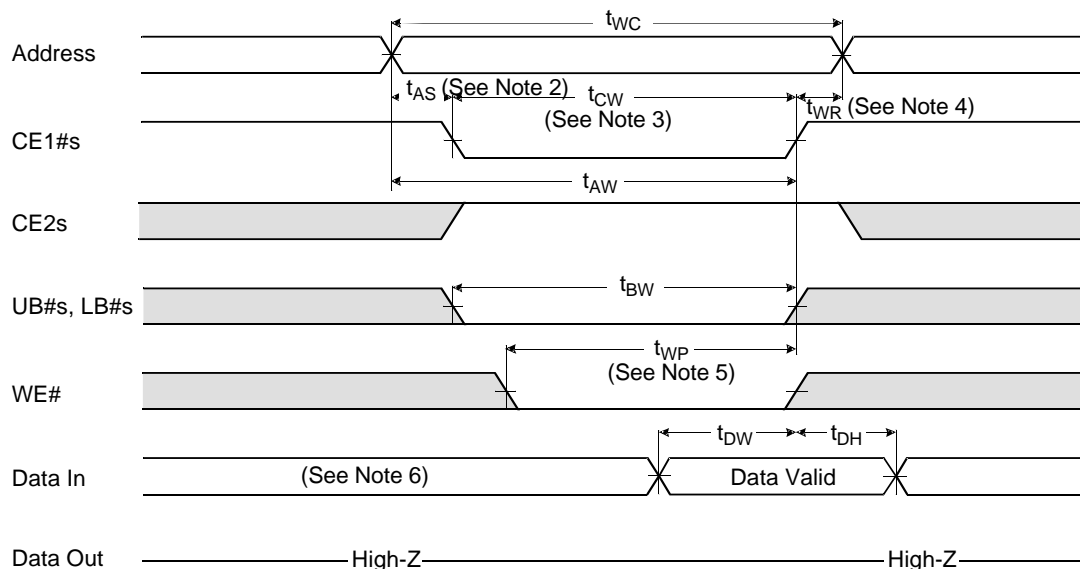 tWC
Address
tAS (See Note 2)
tCW
(See Note 3)
tWR (See Note 4)
CE1#s
tAW
CE2s
tBW
UB#s, LB#s
tWP
(See Note 5)
WE#
tDW
tDH
Data In
(See Note 6)
Data Valid
Data Out
High-Z
High-Z